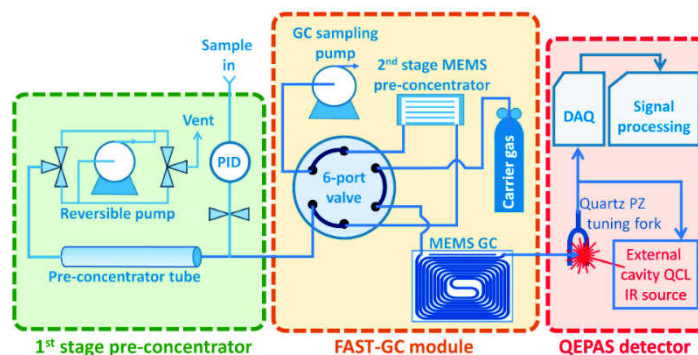 Sample
in
Vent
PID
Reversible pump
Pre-concentrator tube
1st stage pre-concentrator
GC sampling
pump
2nd stage MEMS
pre-concentrator
6-port
valve
Carrier gas
MEMS GC
FAST-GC module
DAQ
Signal
processing
Quartz PZ
tuning fork
External
cavity QCL
IR source
QEPAS detector